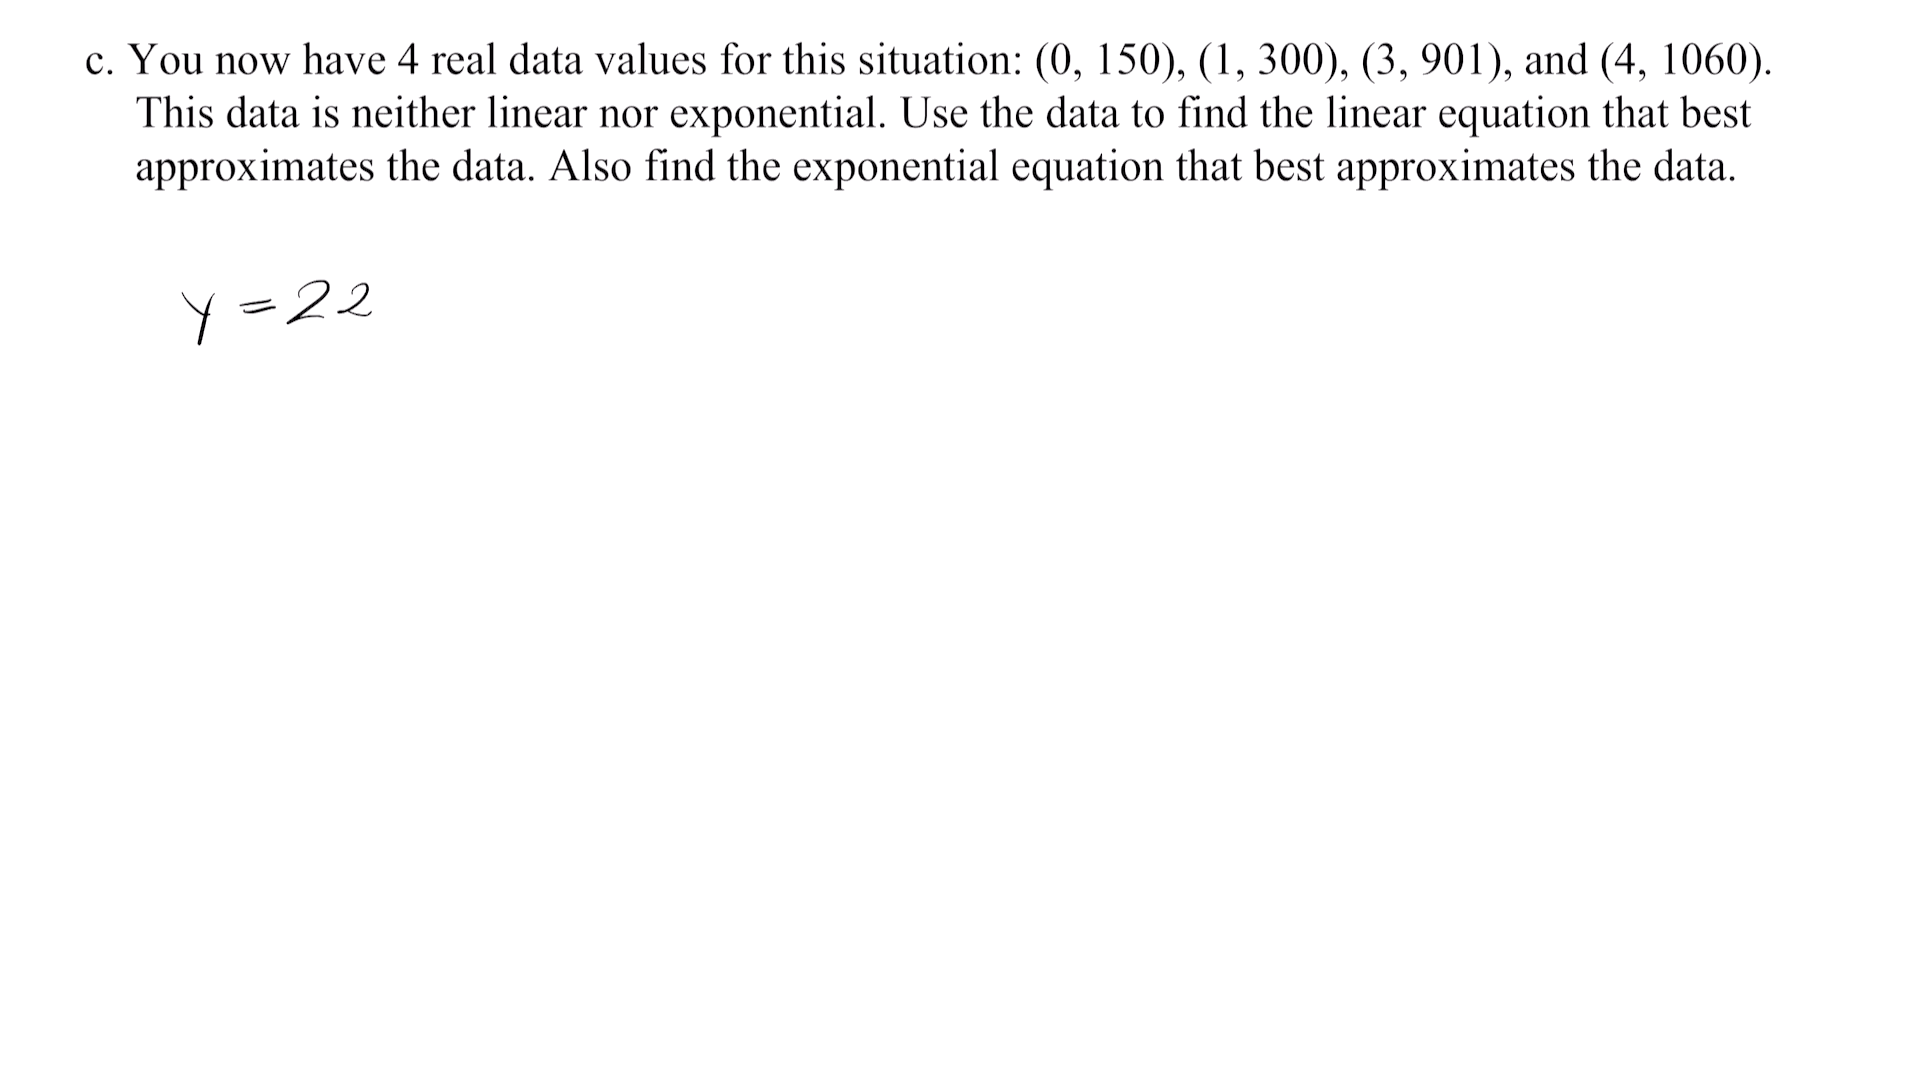 c. You now have 4 real data values for this situation: (0, 150), (1, 300), (3, 901), and (4, 1060).
This data is neither linear nor exponential. Use the data to find the linear equation that best
approximates the data. Also find the exponential equation that best approximates the data.
y = 22